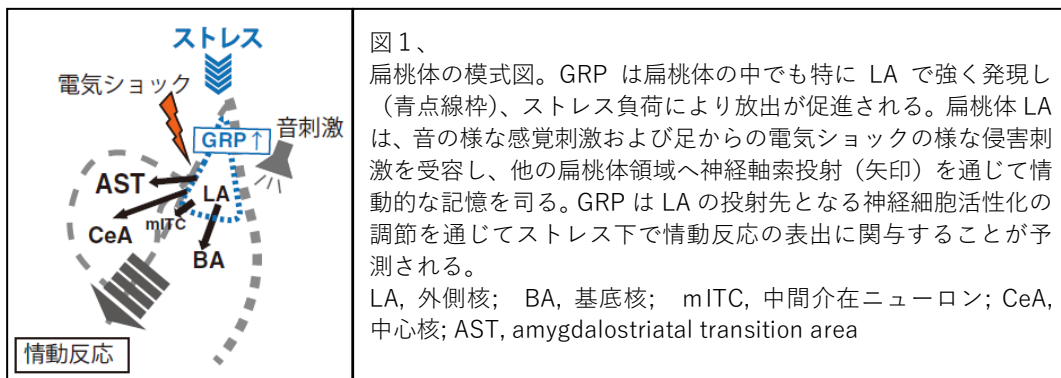 ストレス
電気ショック
音刺激
GRP↑
AST
LA
mITC
CeA
BA
情動反応
図1、
扁桃体の模式図。GRP は扁桃体の中でも特に LA で強く発現し
（青点線枠）、ストレス負荷により放出が促進される。扁桃体 LA
は、音の様な感覚刺激および足からの電気ショックの様な侵害刺
激を受容し、他の扁桃体領域へ神経軸索投射（矢印）を通じて情
動的な記憶を司る。GRP は LA の投射先となる神経細胞活性化の
調節を通じてストレス下で情動反応の表出に関与することが予
測される。
LA, 外側核; BA, 基底核; mITC, 中間介在ニューロン; CeA,
中心核; AST, amygdalostriatal transition area